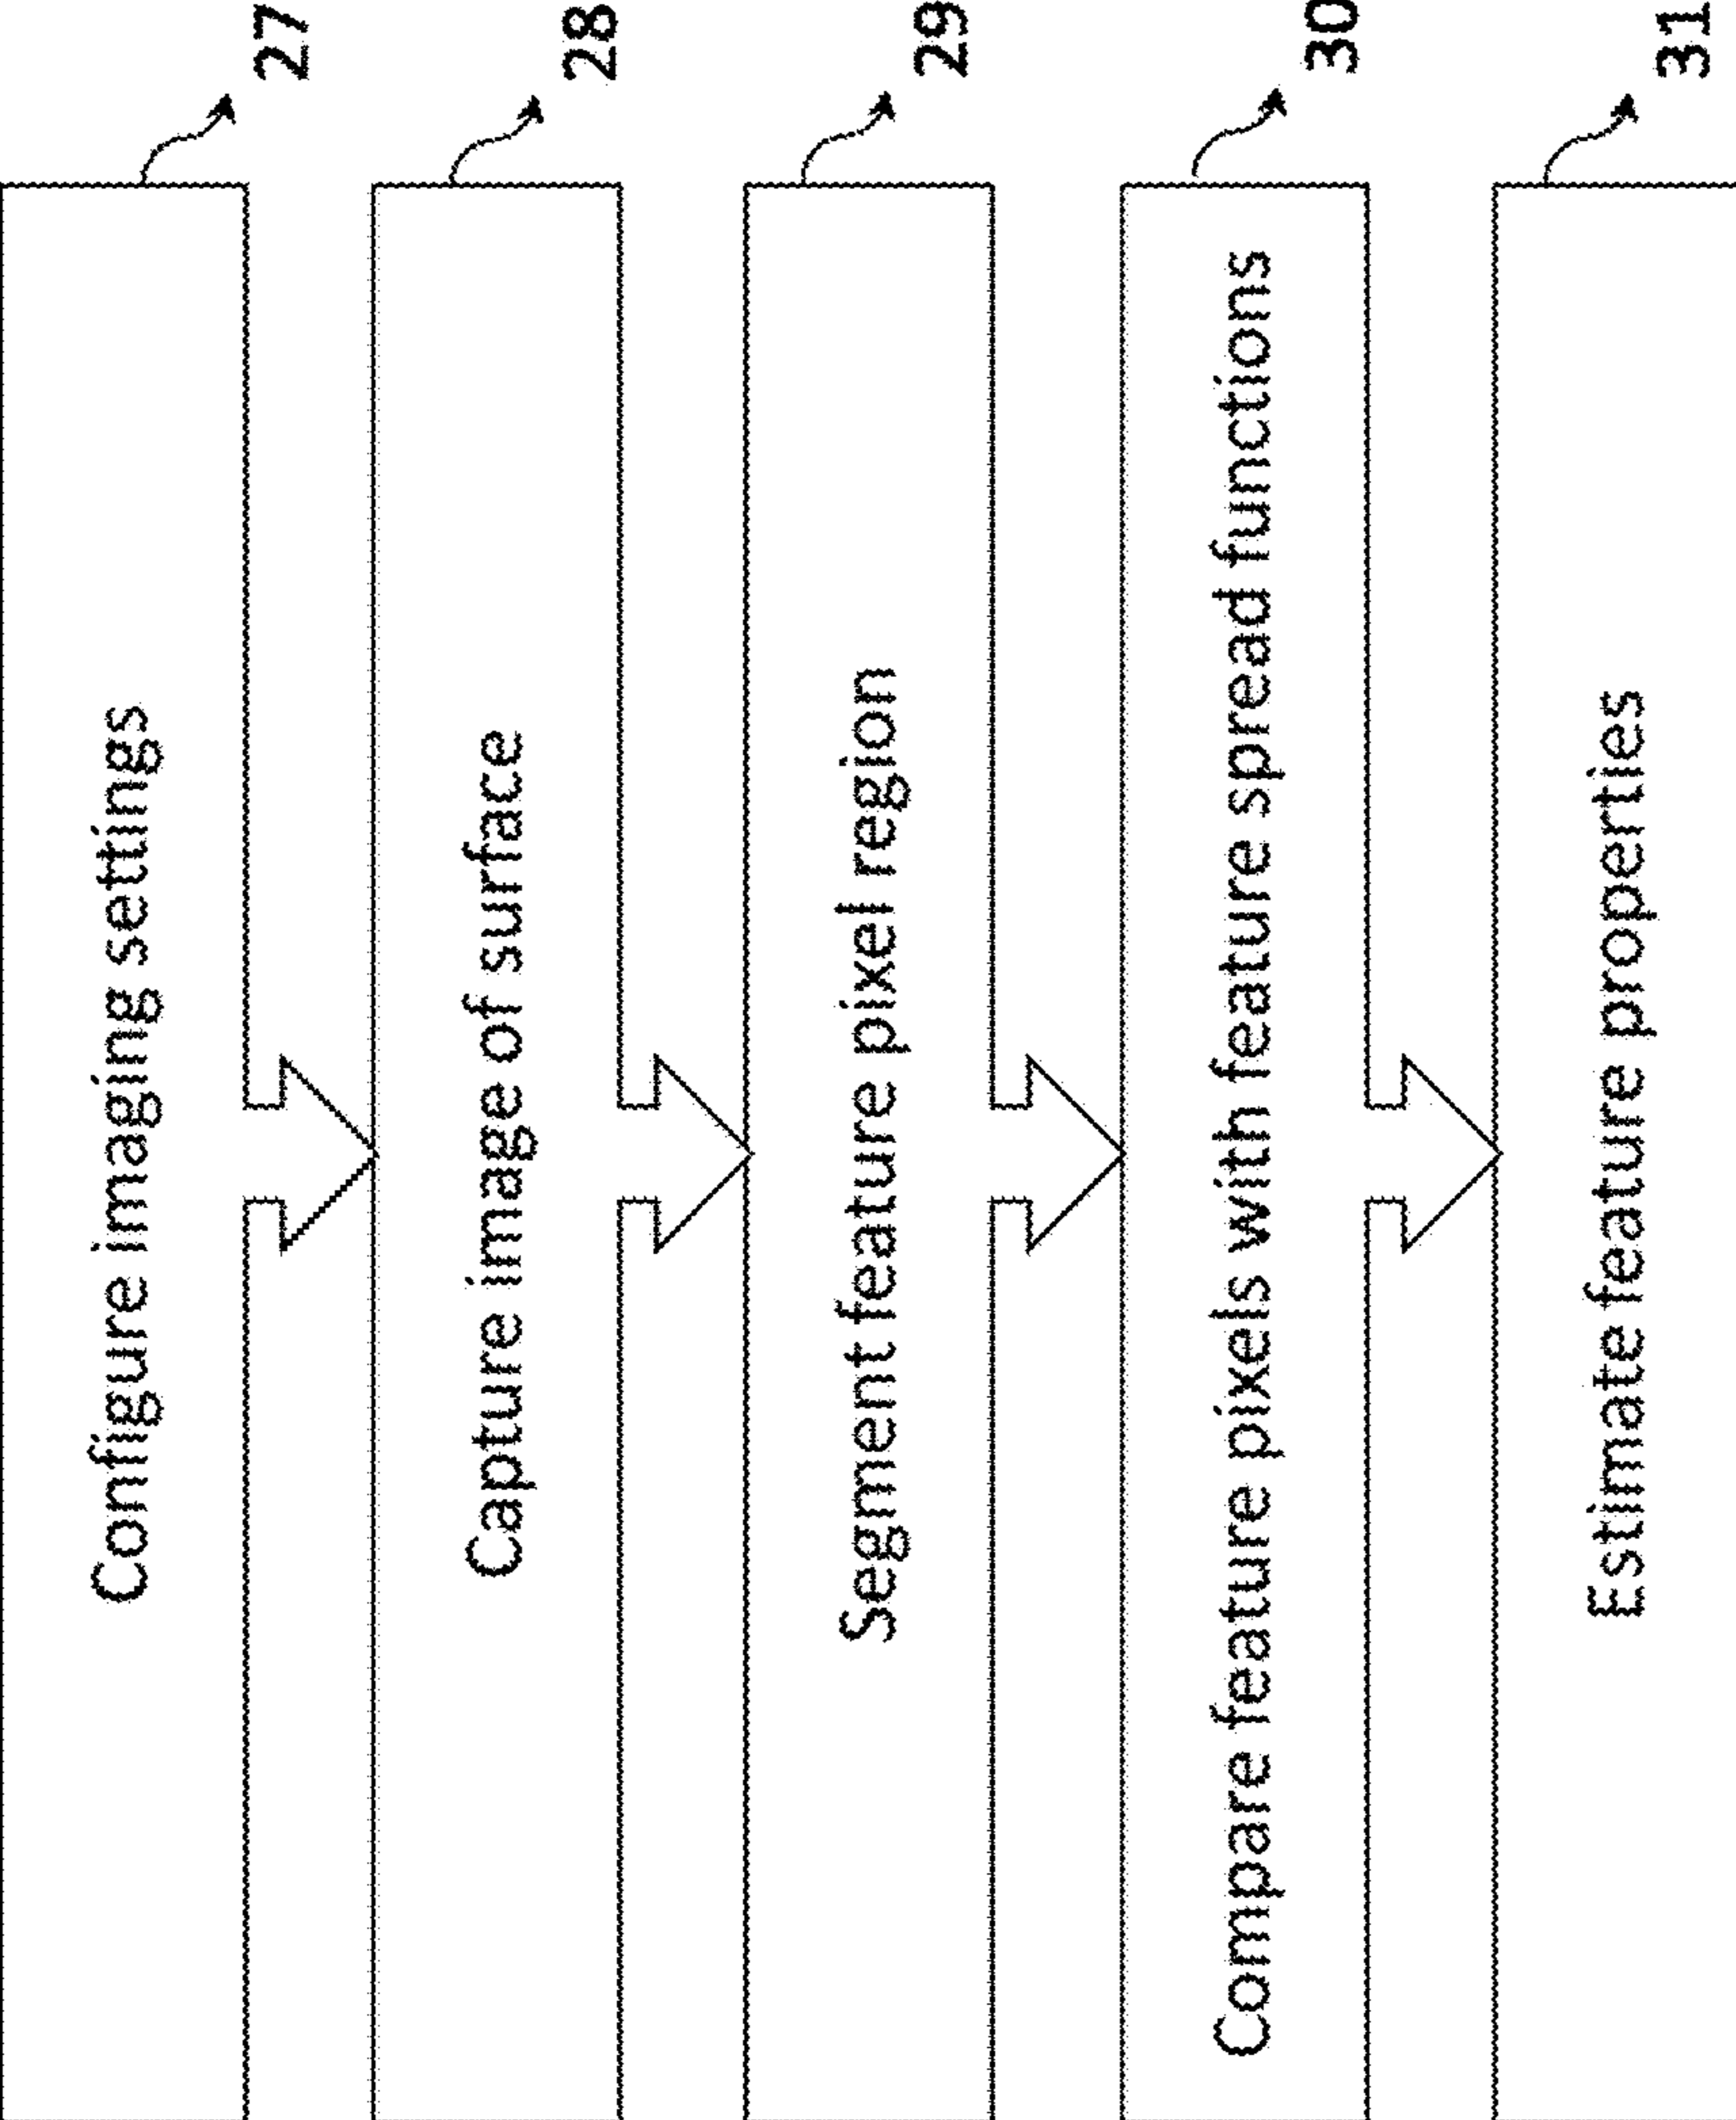 Configure imaging settings
27
Capture image of surface
28
Segment feature pixel region
29
Compare feature pixels with feature spread functions
30
Estimate feature properties
31